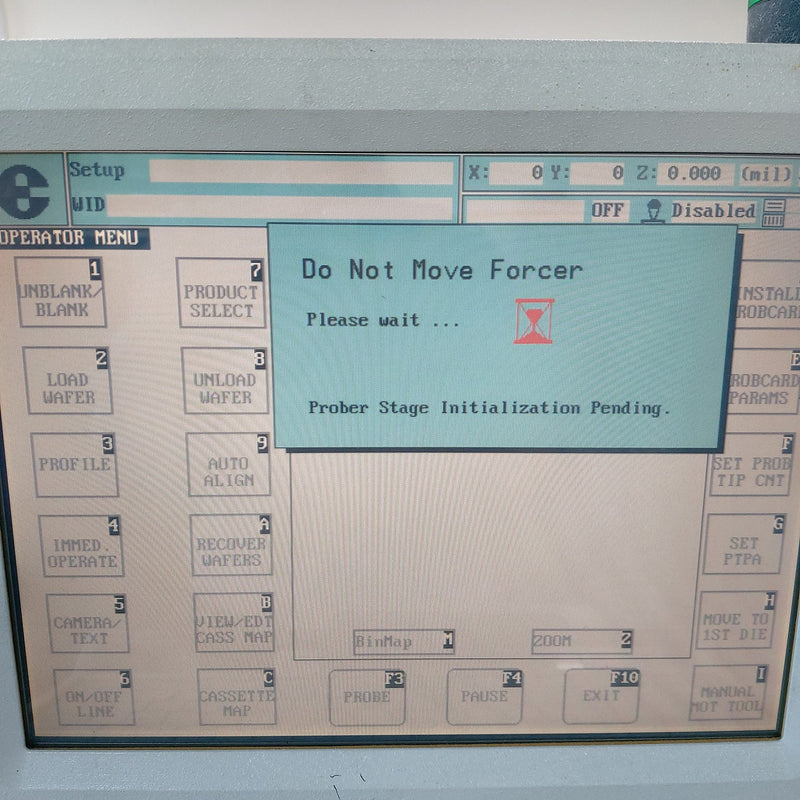 Setup
X: 0 Y: 0 Z: 0.000 (mil)
WID
OFF Disabled
OPERATOR MENU
Do Not Move Forcer
Please wait ...
Prober Stage Initialization Pending.
1
UNBLANK/
BLANK
7
PRODUCT
SELECT
INSTALL
ROBCAR
2
LOAD
WAFER
8
UNLOAD
WAFER
E
ROBCARD
PARAMS
3
PROFILE
9
AUTO
ALIGN
F
SET PROB
TIP CNT
4
IMMED.
OPERATE
A
RECOVER
WAFERS
G
SET
PTPA
5
CAMERA/
TEXT
B
VIEW/EDT
CASS MAP
BinMap M
ZOOM Z
H
MOVE TO
1ST DIE
6
ON/OFF
LINE
C
CASSETTE
MAP
F3
PROBE
F4
PAUSE
F10
EXIT
I
MANUAL
HOT TOOL